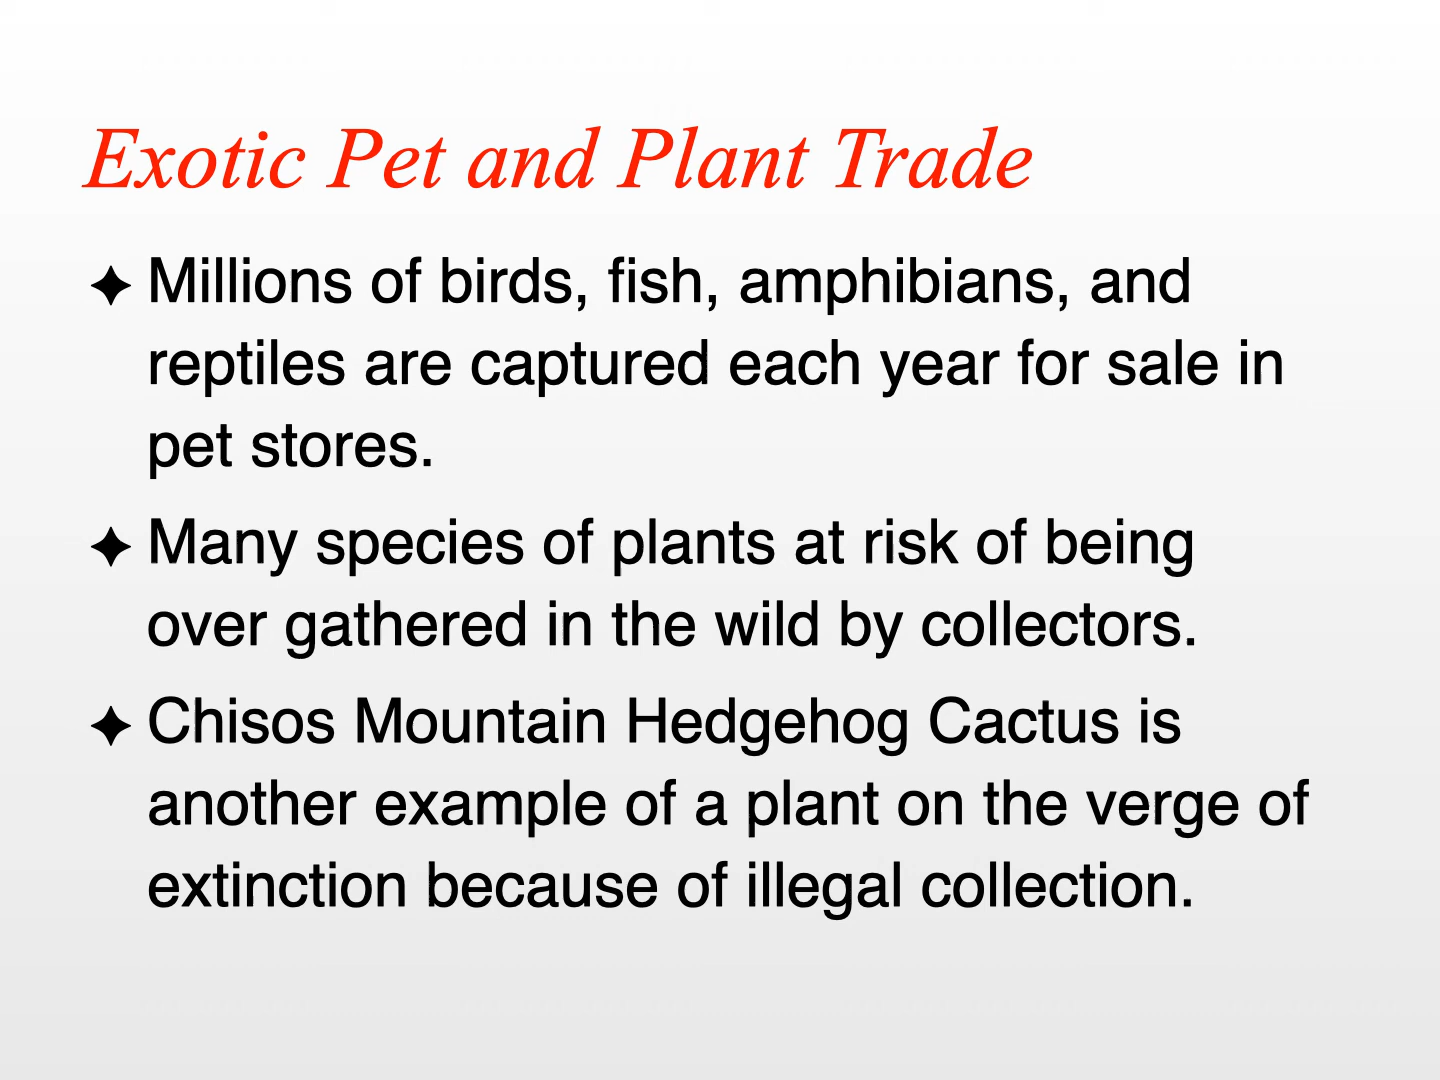 Exotic Pet and Plant Trade
✦ Millions of birds, fish, amphibians, and
reptiles are captured each year for sale in
pet stores.
✦ Many species of plants at risk of being
over gathered in the wild by collectors.
✦ Chisos Mountain Hedgehog Cactus is
another example of a plant on the verge of
extinction because of illegal collection.